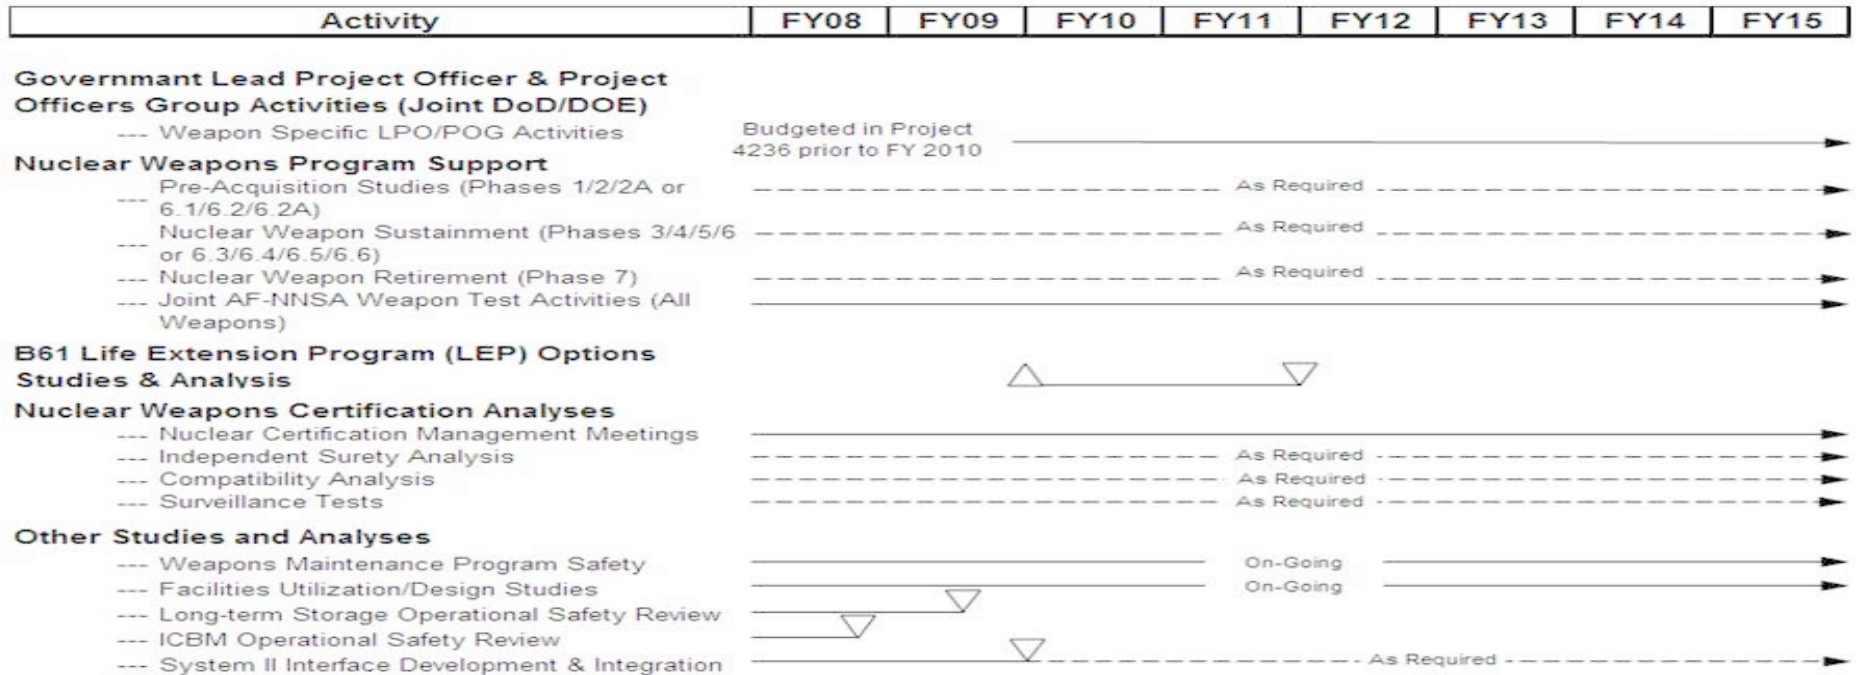 Activity FY08 FY09 FY10 FY11 FY12 FY13 FY14 FY15
Governmant Lead Project Officer & Project
Officers Group Activities (Joint DoD/DOE)
--- Weapon Specific LPO/POG Activities
Budgeted in Project
4236 prior to FY 2010
Nuclear Weapons Program Support
--- Pre-Acquisition Studies (Phases 1/2/2A or
6.1/6.2/6.2A)
As Required
--- Nuclear Weapon Sustainment (Phases 3/4/5/6
or 6.3/6.4/6.5/6.6)
As Required
--- Nuclear Weapon Retirement (Phase 7) As Required
--- Joint AF-NNSA Weapon Test Activities (All
Weapons)
B61 Life Extension Program (LEP) Options
Studies & Analysis
Nuclear Weapons Certification Analyses
--- Nuclear Certification Management Meetings
--- Independent Surety Analysis As Required
--- Compatibility Analysis As Required
--- Surveillance Tests As Required
Other Studies and Analyses
--- Weapons Maintenance Program Safety On-Going
--- Facilities Utilization/Design Studies On-Going
--- Long-term Storage Operational Safety Review
--- ICBM Operational Safety Review
--- System II Interface Development & Integration As Required